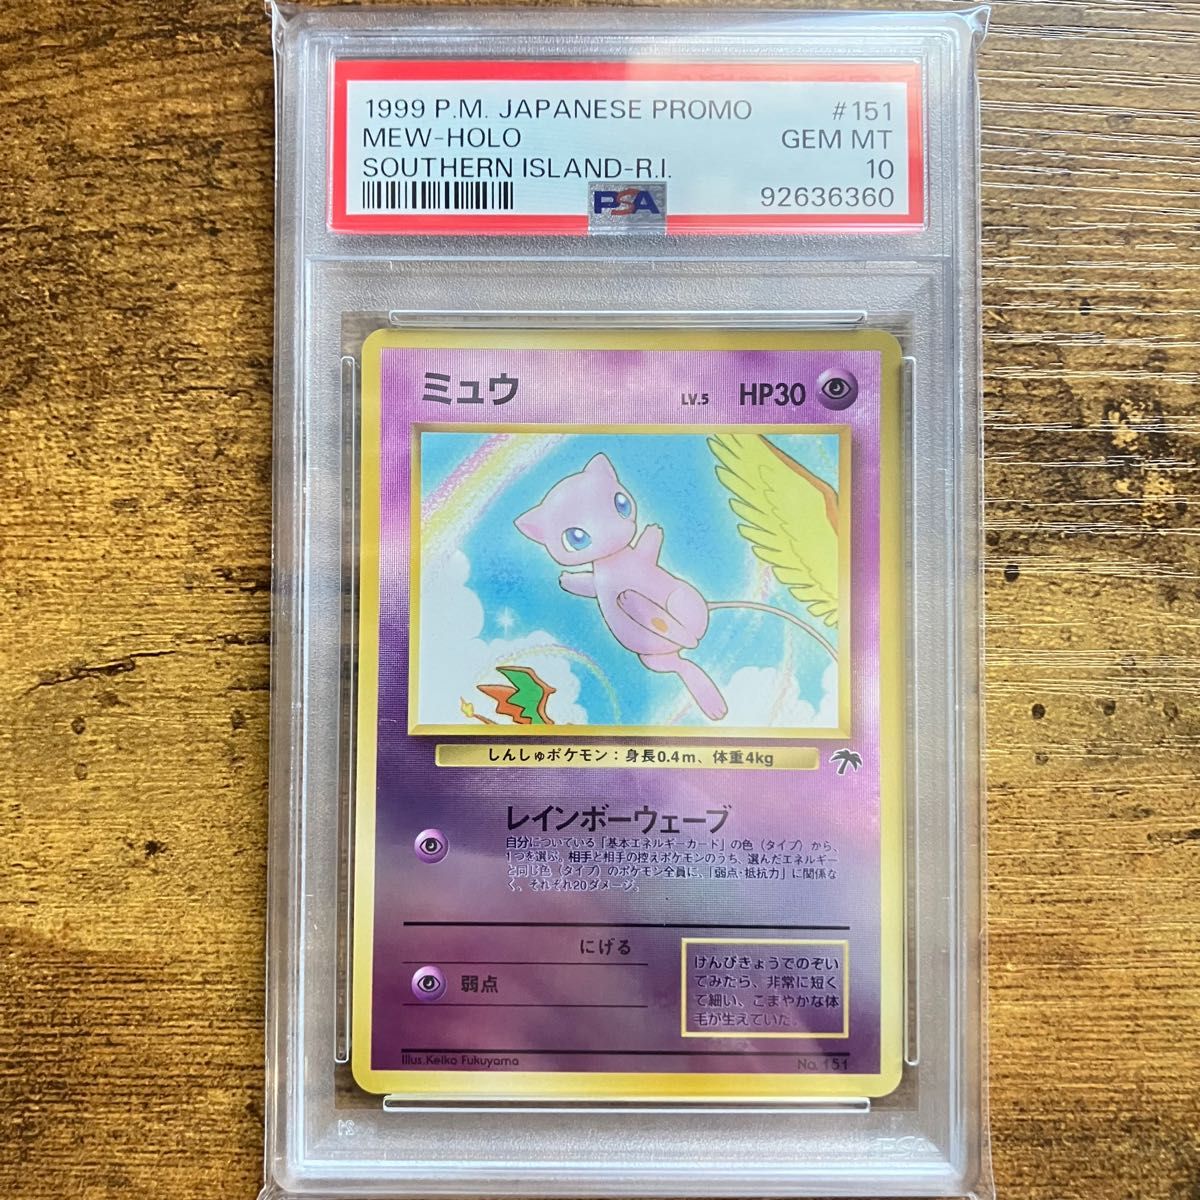 1999 P.M. JAPANESE PROMO #151
MEW-HOLO GEM MT
SOUTHERN ISLAND-R.I. 10
PSA 92636360
ミュウ LV.5 HP30
しんしゅポケモン：身長0.4m、体重4kg
レインボーウェーブ
自分についている「基本エネルギーカード」の色（タイプ）から、
1つを選ぶ。相手と相手の控えポケモンのうち、選んだエネルギー
と同じ色（タイプ）のポケモン全員に、「弱点・抵抗力」に関係な
く、それぞれ20ダメージ。
にげる
弱点
けんびきょうでのぞい
てみたら、非常に短く
て細い、こまやかな体
毛が生えていた。
Illus.Keiko Fukuyama
No.151